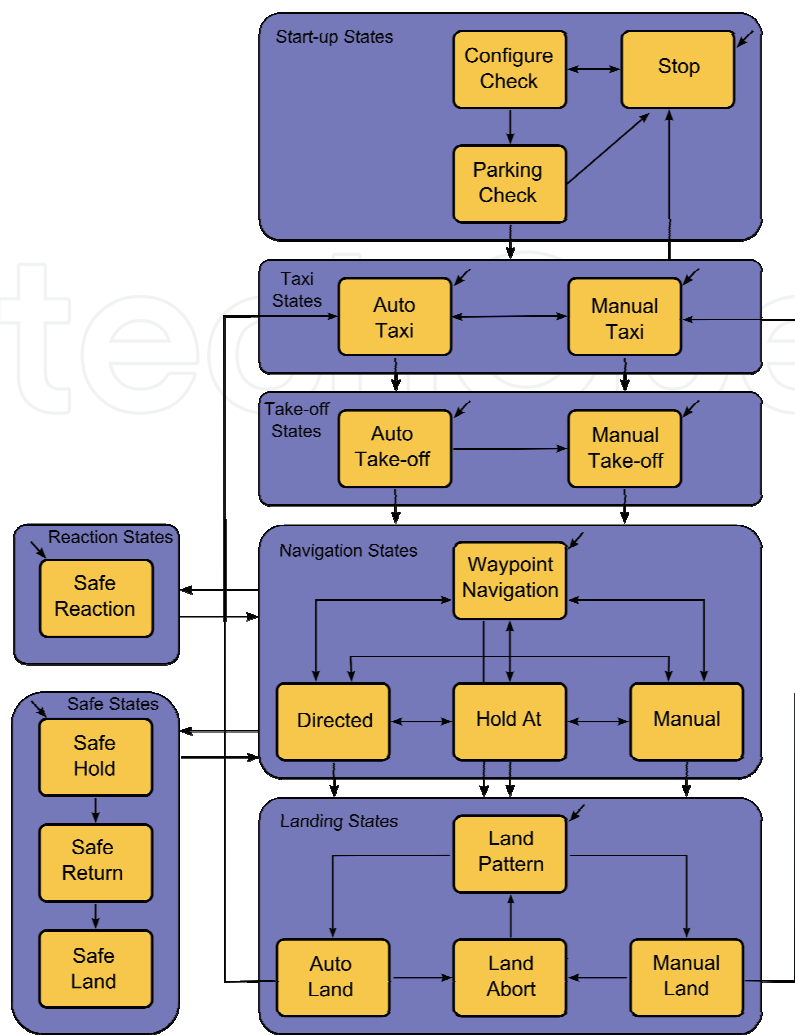 Start-up States
Configure
Check
Stop
Parking
Check
Taxi
States
Auto
Taxi
Manual
Taxi
Take-off
States
Auto
Take-off
Manual
Take-off
Reaction States
Safe
Reaction
Navigation States
Waypoint
Navigation
Directed
Hold At
Manual
Safe States
Safe
Hold
Safe
Return
Safe
Land
Landing States
Land
Pattern
Auto
Land
Land
Abort
Manual
Land